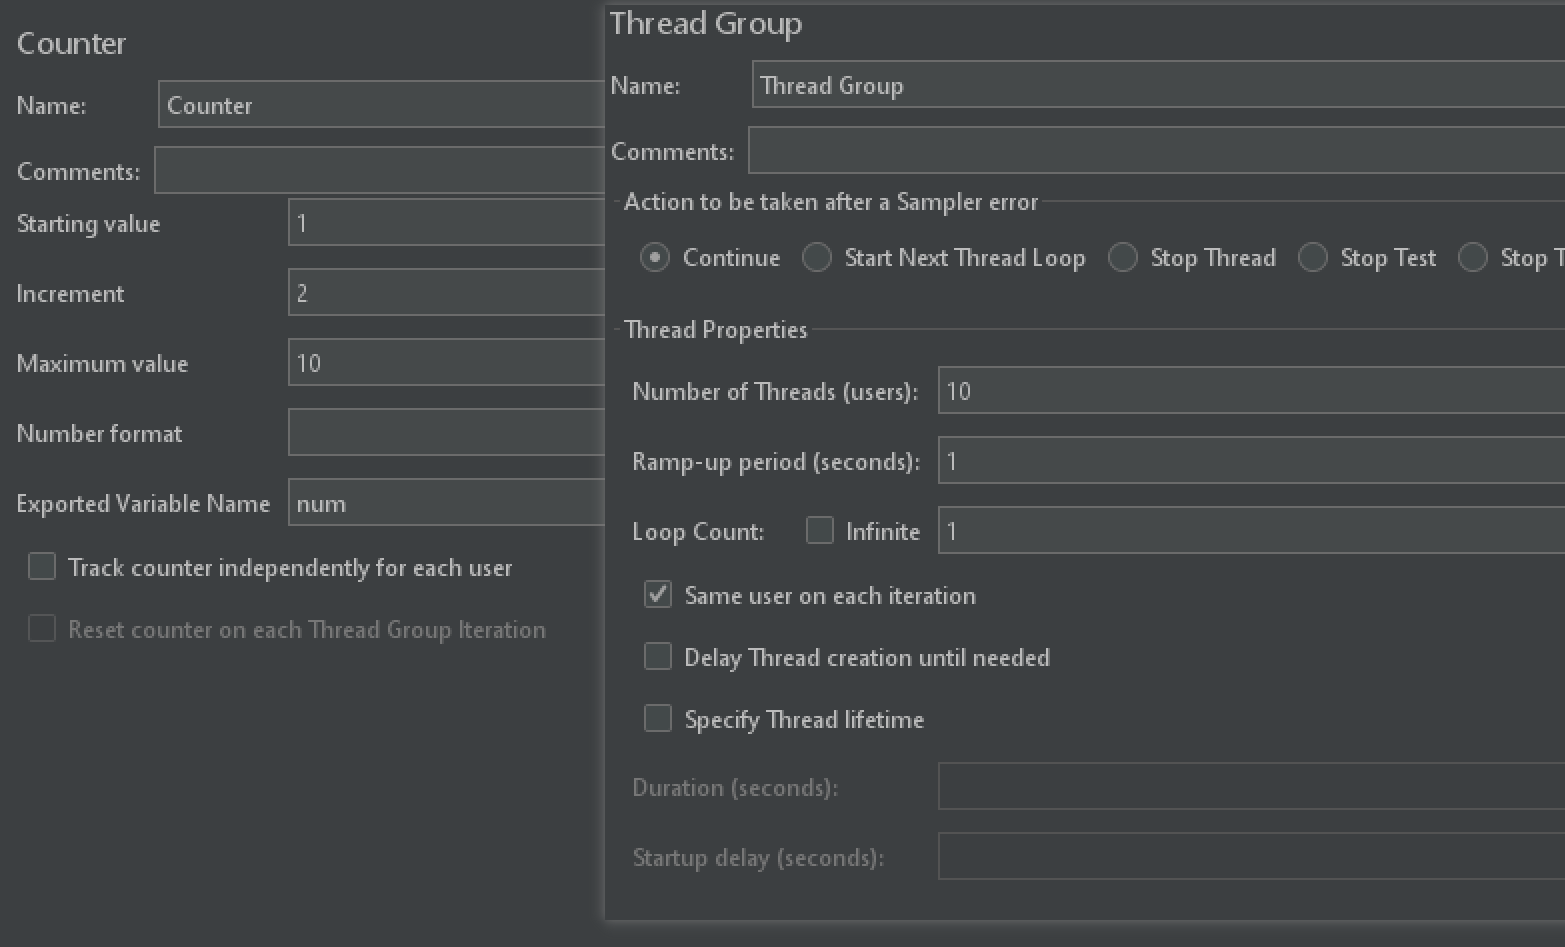 Counter
Name: Counter
Comments:
Starting value 1
Increment 2
Maximum value 10
Number format
Exported Variable Name num
Track counter independently for each user
Reset counter on each Thread Group Iteration
Thread Group
Name: Thread Group
Comments:
Action to be taken after a Sampler error
Continue Start Next Thread Loop Stop Thread Stop Test Stop T
Thread Properties
Number of Threads (users): 10
Ramp-up period (seconds): 1
Loop Count: Infinite 1
Same user on each iteration
Delay Thread creation until needed
Specify Thread lifetime
Duration (seconds):
Startup delay (seconds):